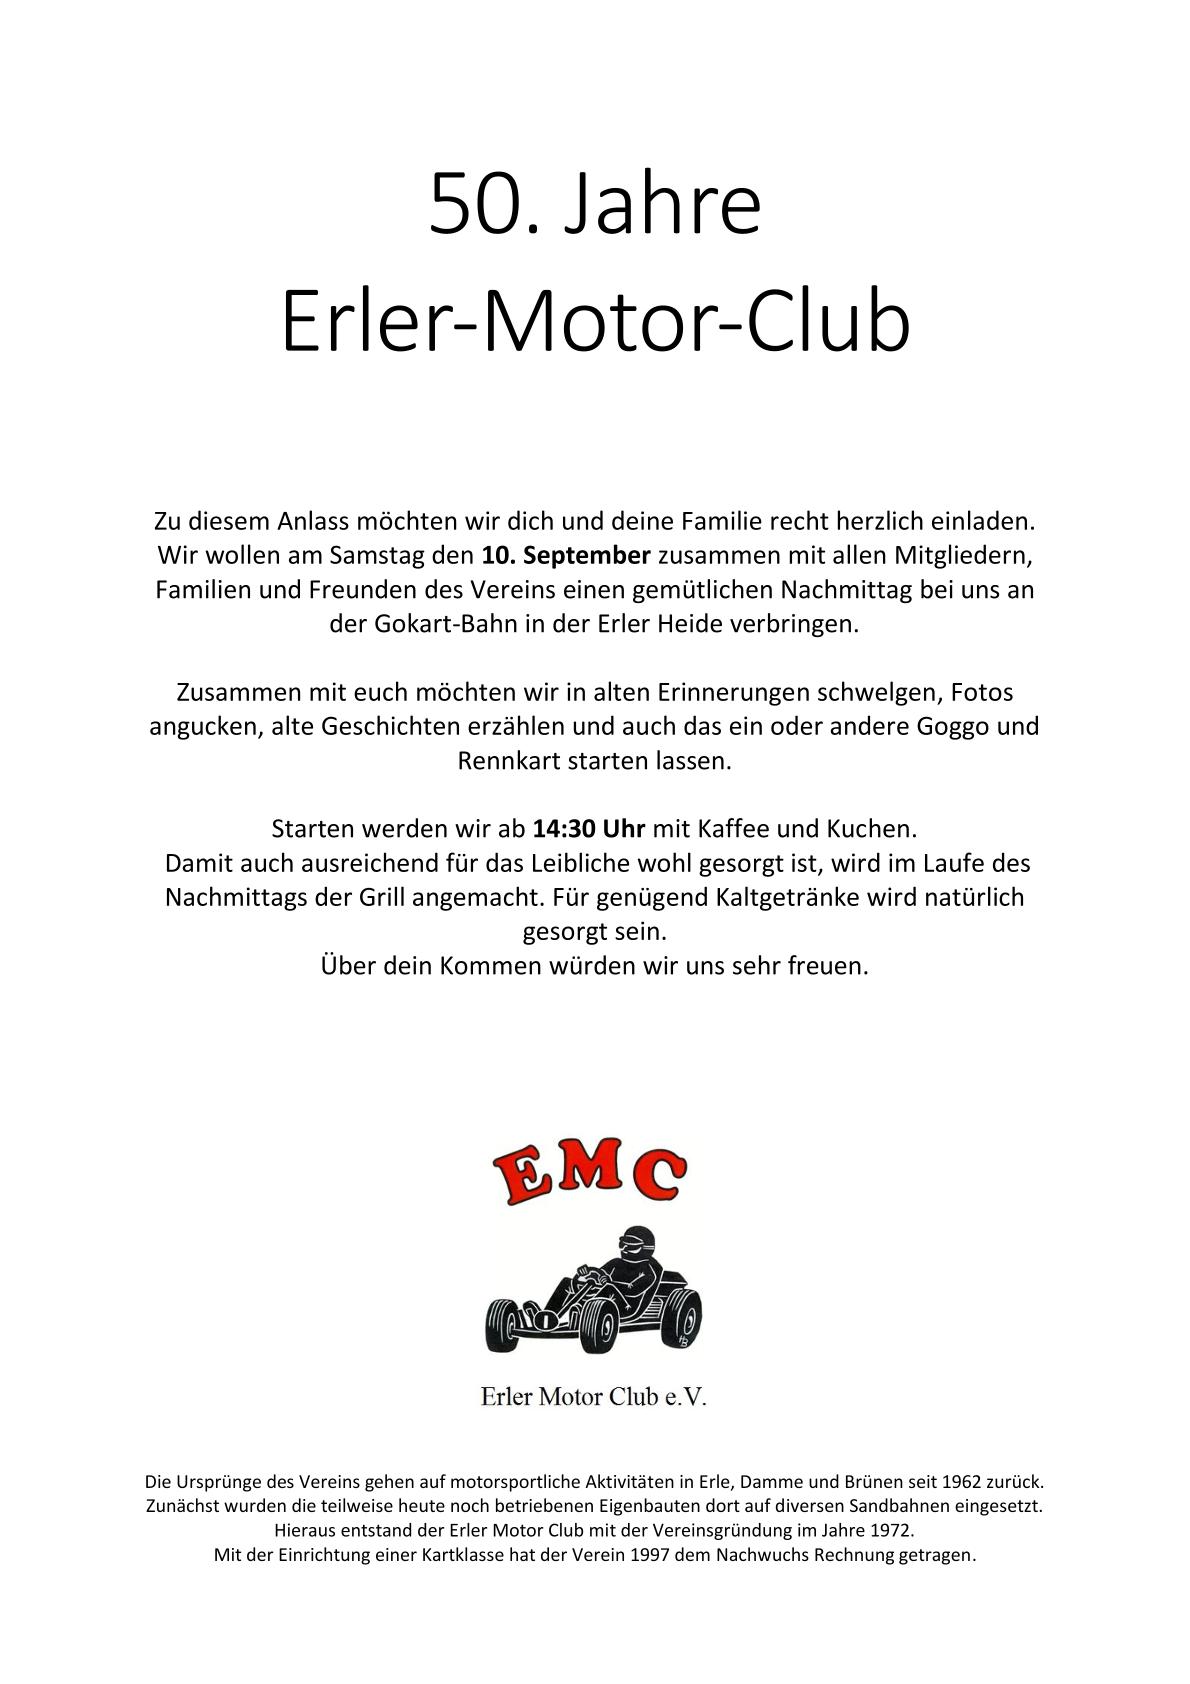 50. Jahre
Erler-Motor-Club
Zu diesem Anlass möchten wir dich und deine Familie recht herzlich einladen.
Wir wollen am Samstag den 10. September zusammen mit allen Mitgliedern,
Familien und Freunden des Vereins einen gemütlichen Nachmittag bei uns an
der Gokart-Bahn in der Erler Heide verbringen.
Zusammen mit euch möchten wir in alten Erinnerungen schwelgen, Fotos
angucken, alte Geschichten erzählen und auch das ein oder andere Goggo und
Rennkart starten lassen.
Starten werden wir ab 14:30 Uhr mit Kaffee und Kuchen.
Damit auch ausreichend für das Leibliche wohl gesorgt ist, wird im Laufe des
Nachmittags der Grill angemacht. Für genügend Kaltgetränke wird natürlich
gesorgt sein.
Über dein Kommen würden wir uns sehr freuen.
EMC
1
HB
Erler Motor Club e.V.
Die Ursprünge des Vereins gehen auf motorsportliche Aktivitäten in Erle, Damme und Brünen seit 1962 zurück.
Zunächst wurden die teilweise heute noch betriebenen Eigenbauten dort auf diversen Sandbahnen eingesetzt.
Hieraus entstand der Erler Motor Club mit der Vereinsgründung im Jahre 1972.
Mit der Einrichtung einer Kartklasse hat der Verein 1997 dem Nachwuchs Rechnung getragen.